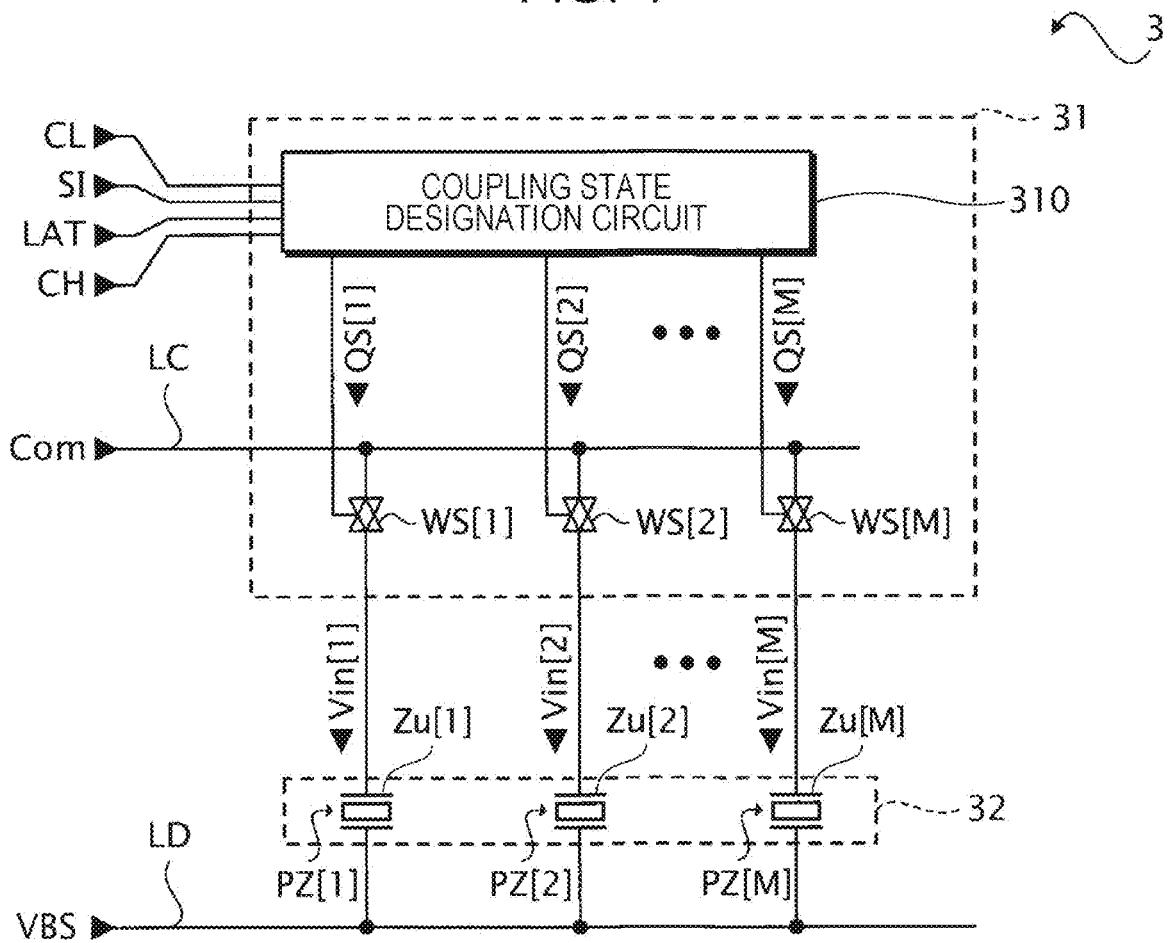 3
31
CL
SI
LAT
CH
COUPLING STATE
DESIGNATION CIRCUIT
310
QS[1]
QS[2]
QS[M]
LC
Com
WS[1]
WS[2]
WS[M]
Vin[1]
Vin[2]
Vin[M]
Zu[1]
Zu[2]
Zu[M]
32
LD
PZ[1]
PZ[2]
PZ[M]
VBS